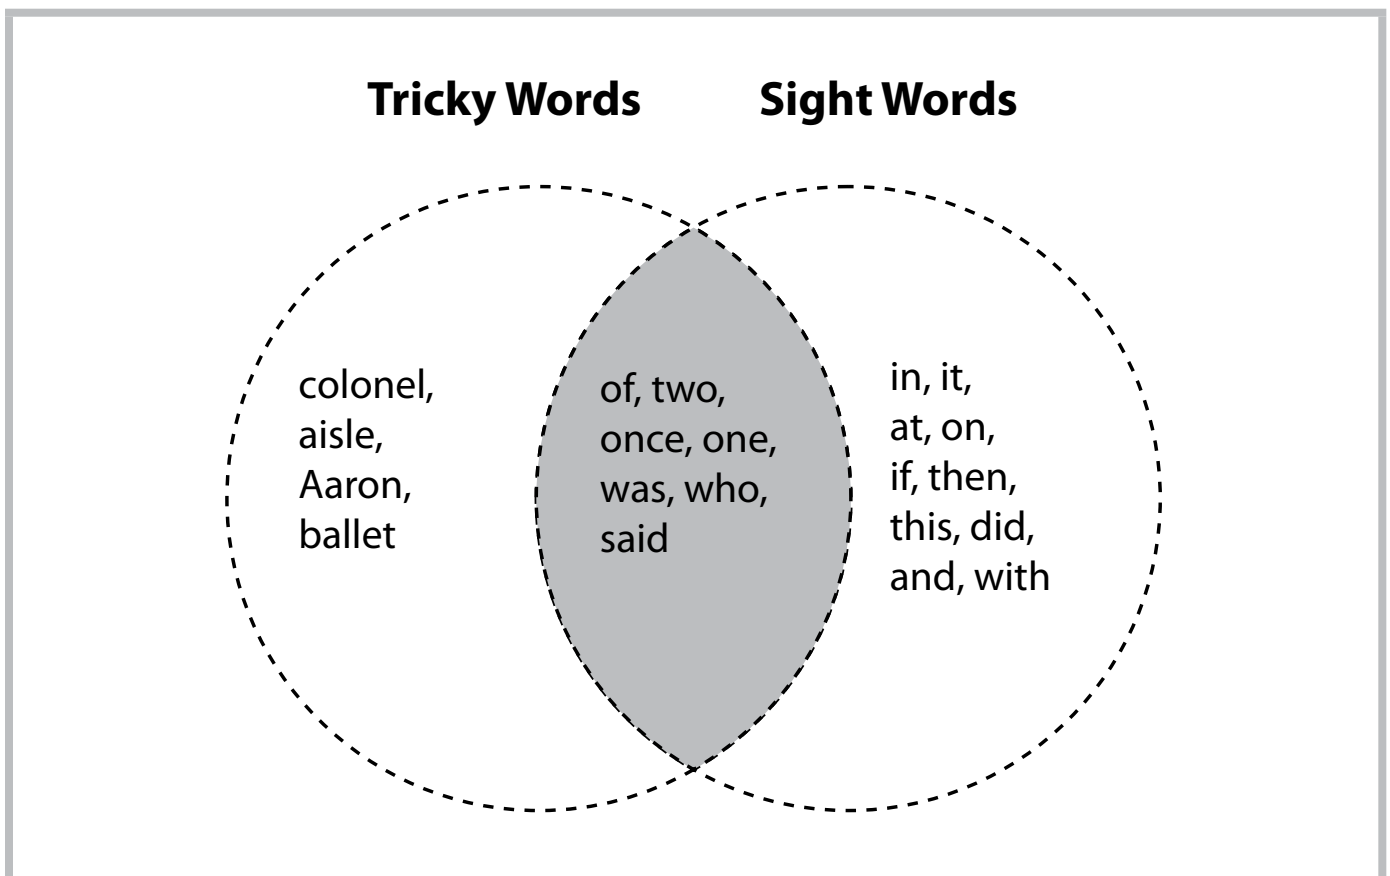 Tricky Words
Sight Words
colonel,
aisle,
Aaron,
ballet
of, two,
once, one,
was, who,
said
in, it,
at, on,
if, then,
this, did,
and, with